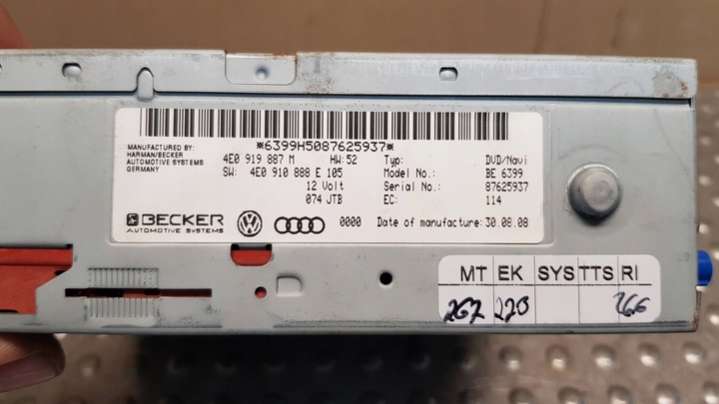 *6399H5087625937*
MANUFACTURED BY:
HARMAN/BECKER
AUTOMOTIVE SYSTEMS
GERMANY
4E0 919 887 M HW:52 Typ: DVD/Navi
SW: 4E0 910 888 E 105 Model No.: BE 6399
12 Volt Serial No.: 87625937
074 JTB EC: 114
BECKER
AUTOMOTIVE SYSTEMS
0000 Date of manufacture: 30.08.08
MT EK SYS TTS RI
267 220 266